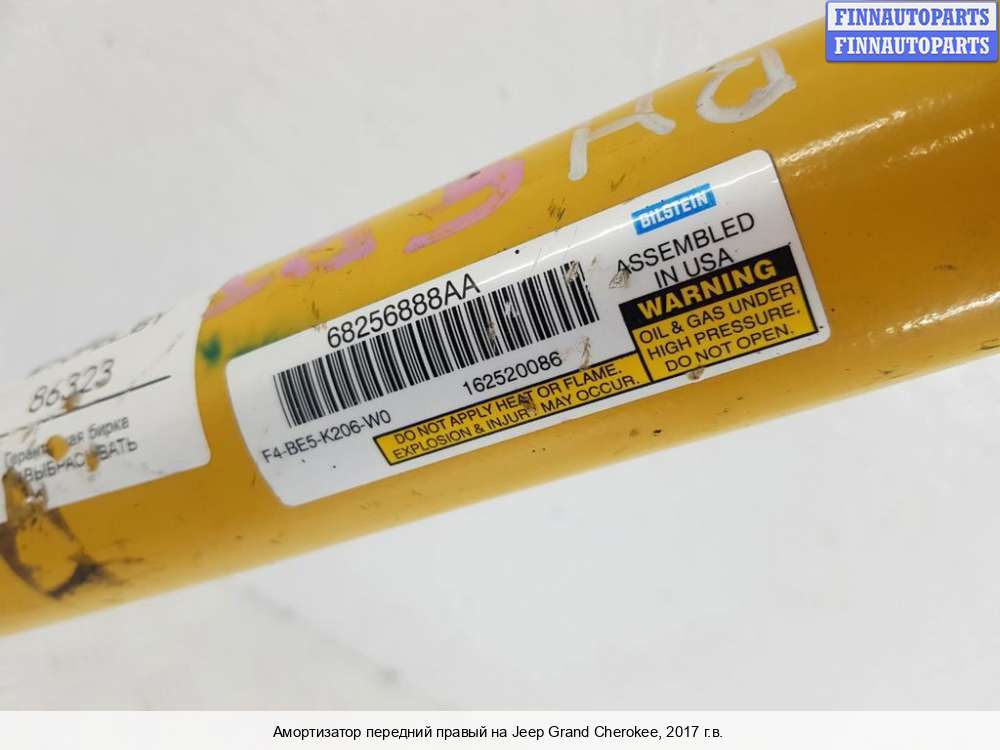 FINNAUTOPARTS
FINNAUTOPARTS
BILSTEIN
ASSEMBLED
IN USA
68256888AA
162520086
F4-BE5-K206-W0
WARNING
OIL & GAS UNDER
HIGH PRESSURE.
DO NOT OPEN.
DO NOT APPLY HEAT OR FLAME.
EXPLOSION & INJURY MAY OCCUR.
86323
бирка
Амортизатор передний правый на Jeep Grand Cherokee, 2017 г.в.